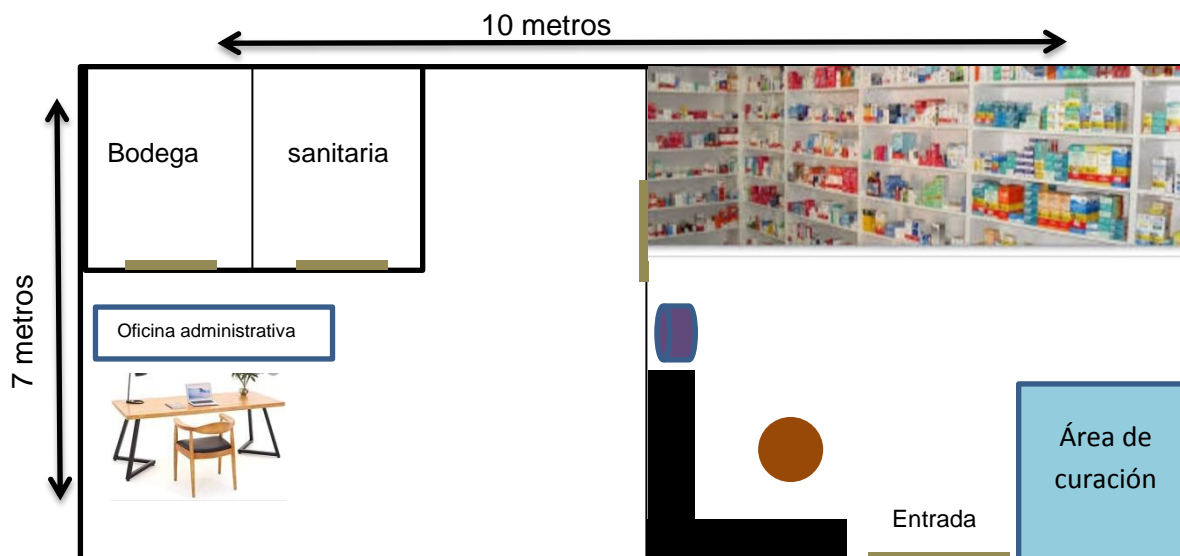 10 metros
Bodega
sanitaria
7 metros
Oficina administrativa
Área de
curación
Entrada